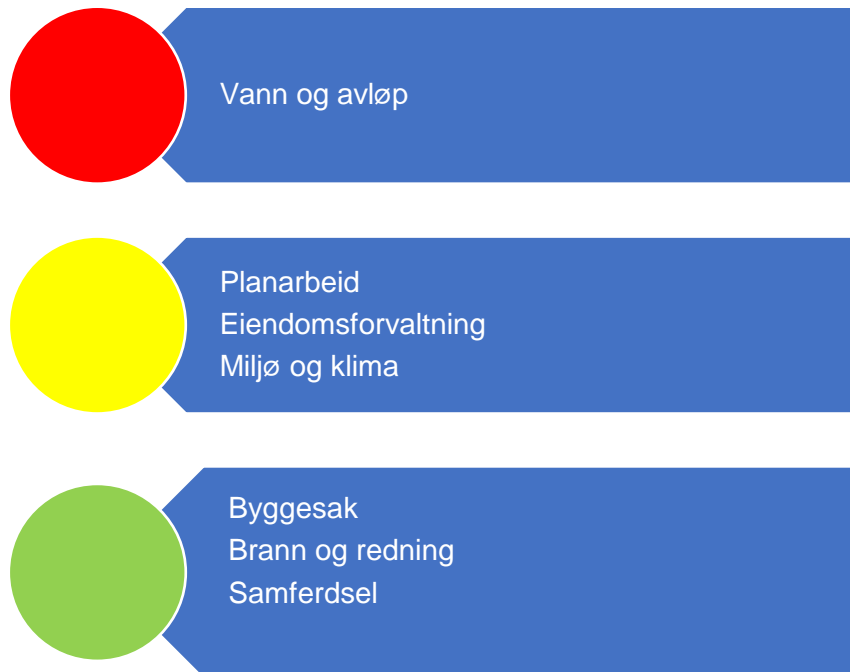 Vann og avløp
Planarbeid
Eiendomsforvaltning
Miljø og klima
Byggesak
Brann og redning
Samferdsel